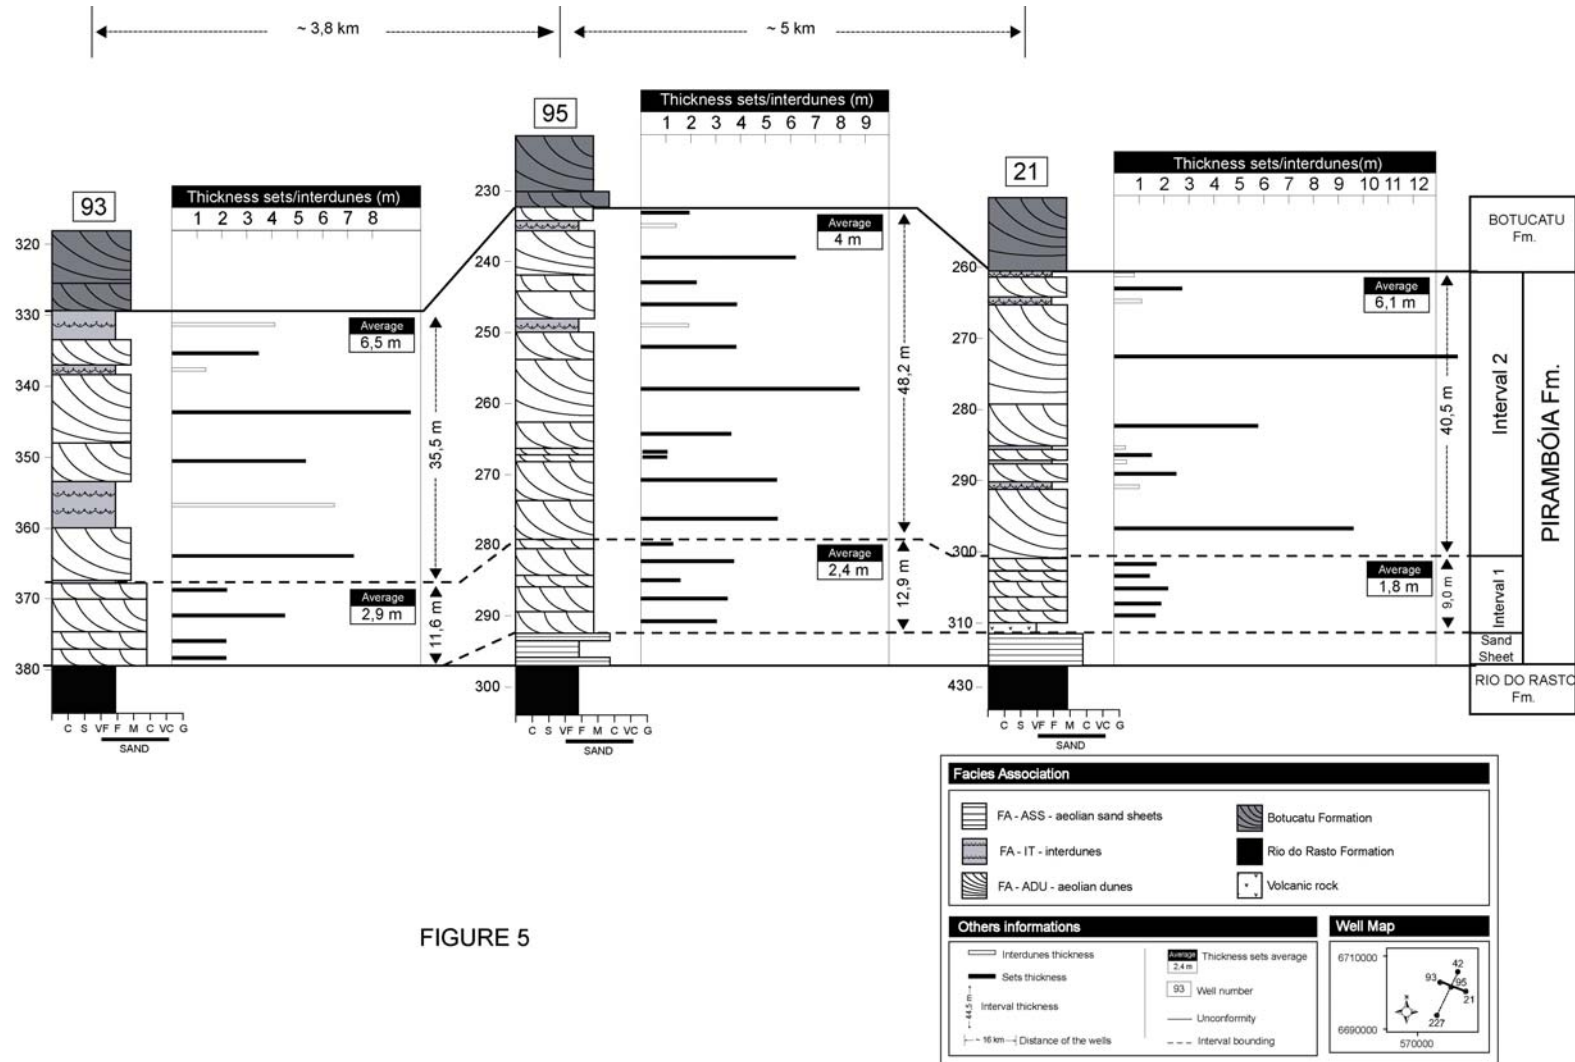 ~ 3,8 km
~ 5 km
93
Thickness sets/interdunes (m)
1 2 3 4 5 6 7 8
320
330
340
350
360
370
380
Average
6,5 m
35,5 m
Average
2,9 m
11,6 m
C S VF F M C VC G
SAND
95
Thickness sets/interdunes (m)
1 2 3 4 5 6 7 8 9
230
240
250
260
270
280
290
300
Average
4 m
48,2 m
Average
2,4 m
12,9 m
C S VF F M C VC G
SAND
21
Thickness sets/interdunes(m)
1 2 3 4 5 6 7 8 9 10 11 12
260
270
280
290
300
310
430
Average
6,1 m
40,5 m
Average
1,8 m
9,0 m
C S VF F M C VC G
SAND
BOTUCATU
Fm.
Interval 2
Interval 1
Sand
Sheet
PIRAMBÓIA Fm.
RIO DO RASTO
Fm.
Facies Association
FA - ASS - aeolian sand sheets
FA - IT - interdunes
FA - ADU - aeolian dunes
Botucatu Formation
Rio do Rasto Formation
Volcanic rock
Others informations
Interdunes thickness
Sets thickness
44,5 m
Interval thickness
~ 16 km
Distance of the wells
Average
2,4 m
Thickness sets average
93
Well number
Unconformity
Interval bounding
Well Map
6710000
6690000
570000
42
93
95
21
227
FIGURE 5